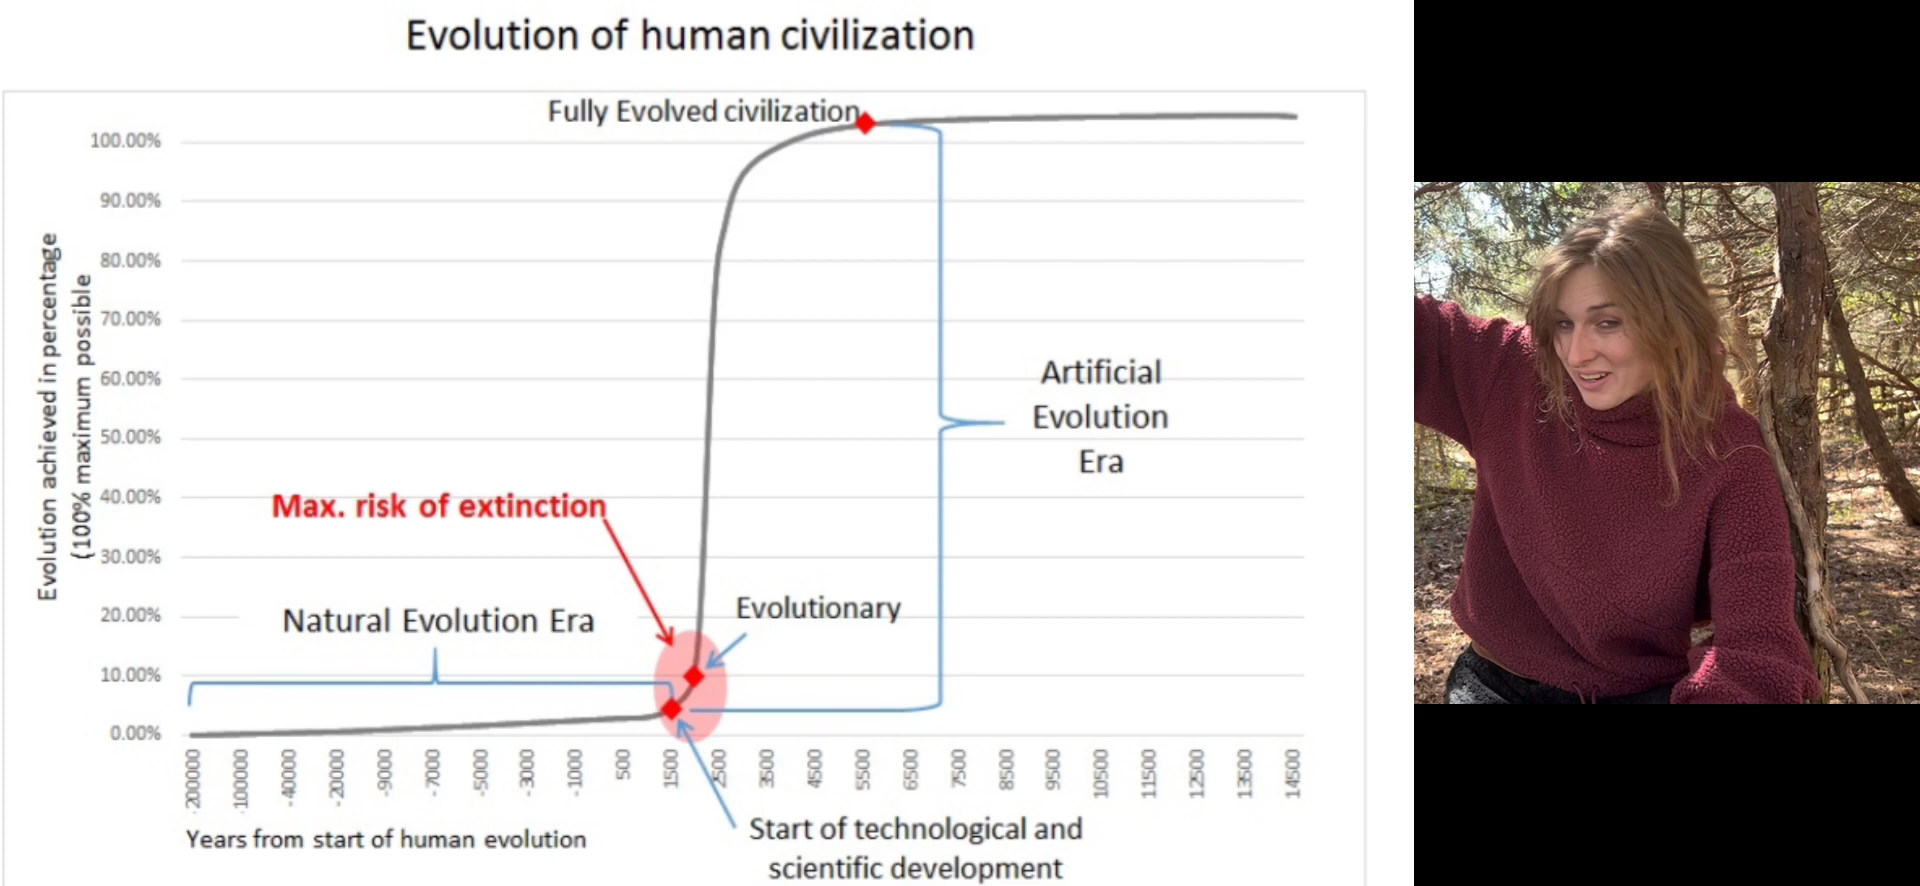 Evolution of human civilization
Fully Evolved civilization
100.00%
90.00%
80.00%
70.00%
60.00%
50.00%
40.00%
30.00%
20.00%
10.00%
0.00%
Evolution achieved in percentage
(100% maximum possible
Artificial
Evolution
Era
Max. risk of extinction
Evolutionary
Natural Evolution Era
-200000
-100000
-40000
-20000
-9000
-7000
-5000
-3000
-1000
500
1500
2500
3500
4500
5500
6500
7500
8500
9500
10500
11500
12500
13500
14500
Years from start of human evolution
Start of technological and
scientific development